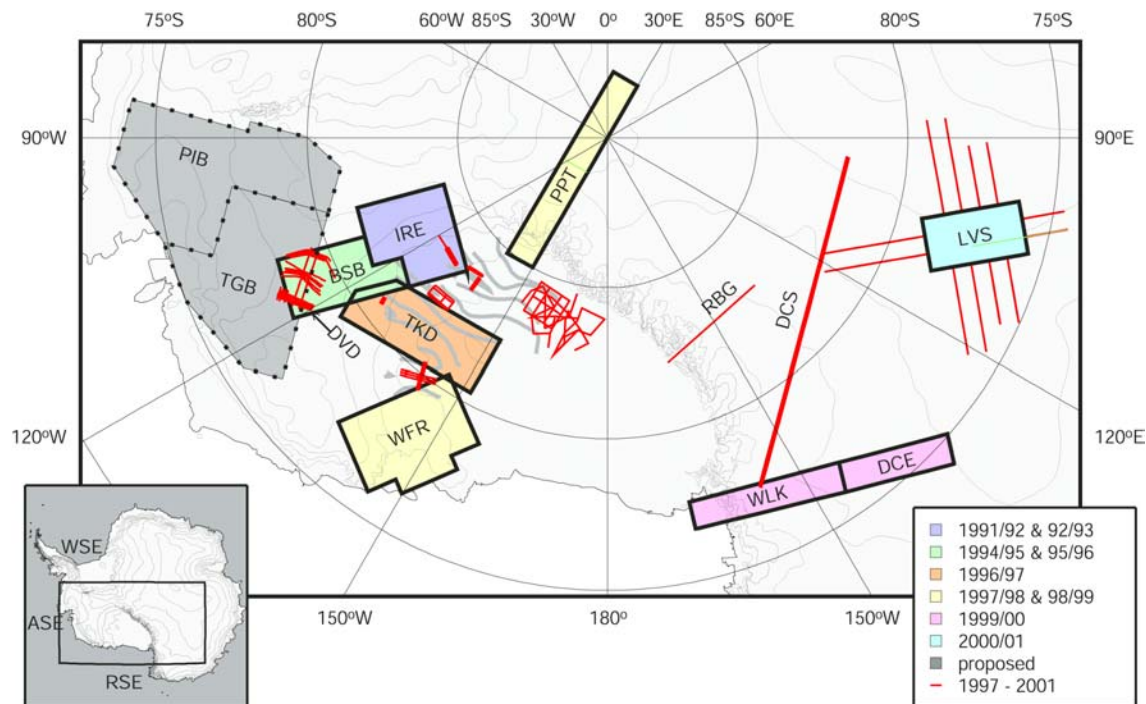 75ºS
80ºS
60ºW
85ºS
30ºW
0º
30ºE
85ºS
60ºE
80ºS
75ºS
90ºW
90ºE
PIB
PPT
IRE
LVS
TGB
BSB
RBG
DCS
TKD
DVD
WFR
120ºW
120ºE
DCE
WLK
WSE
ASE
RSE
150ºW
180º
150ºW
1991/92 & 92/93
1994/95 & 95/96
1996/97
1997/98 & 98/99
1999/00
2000/01
proposed
1997 - 2001